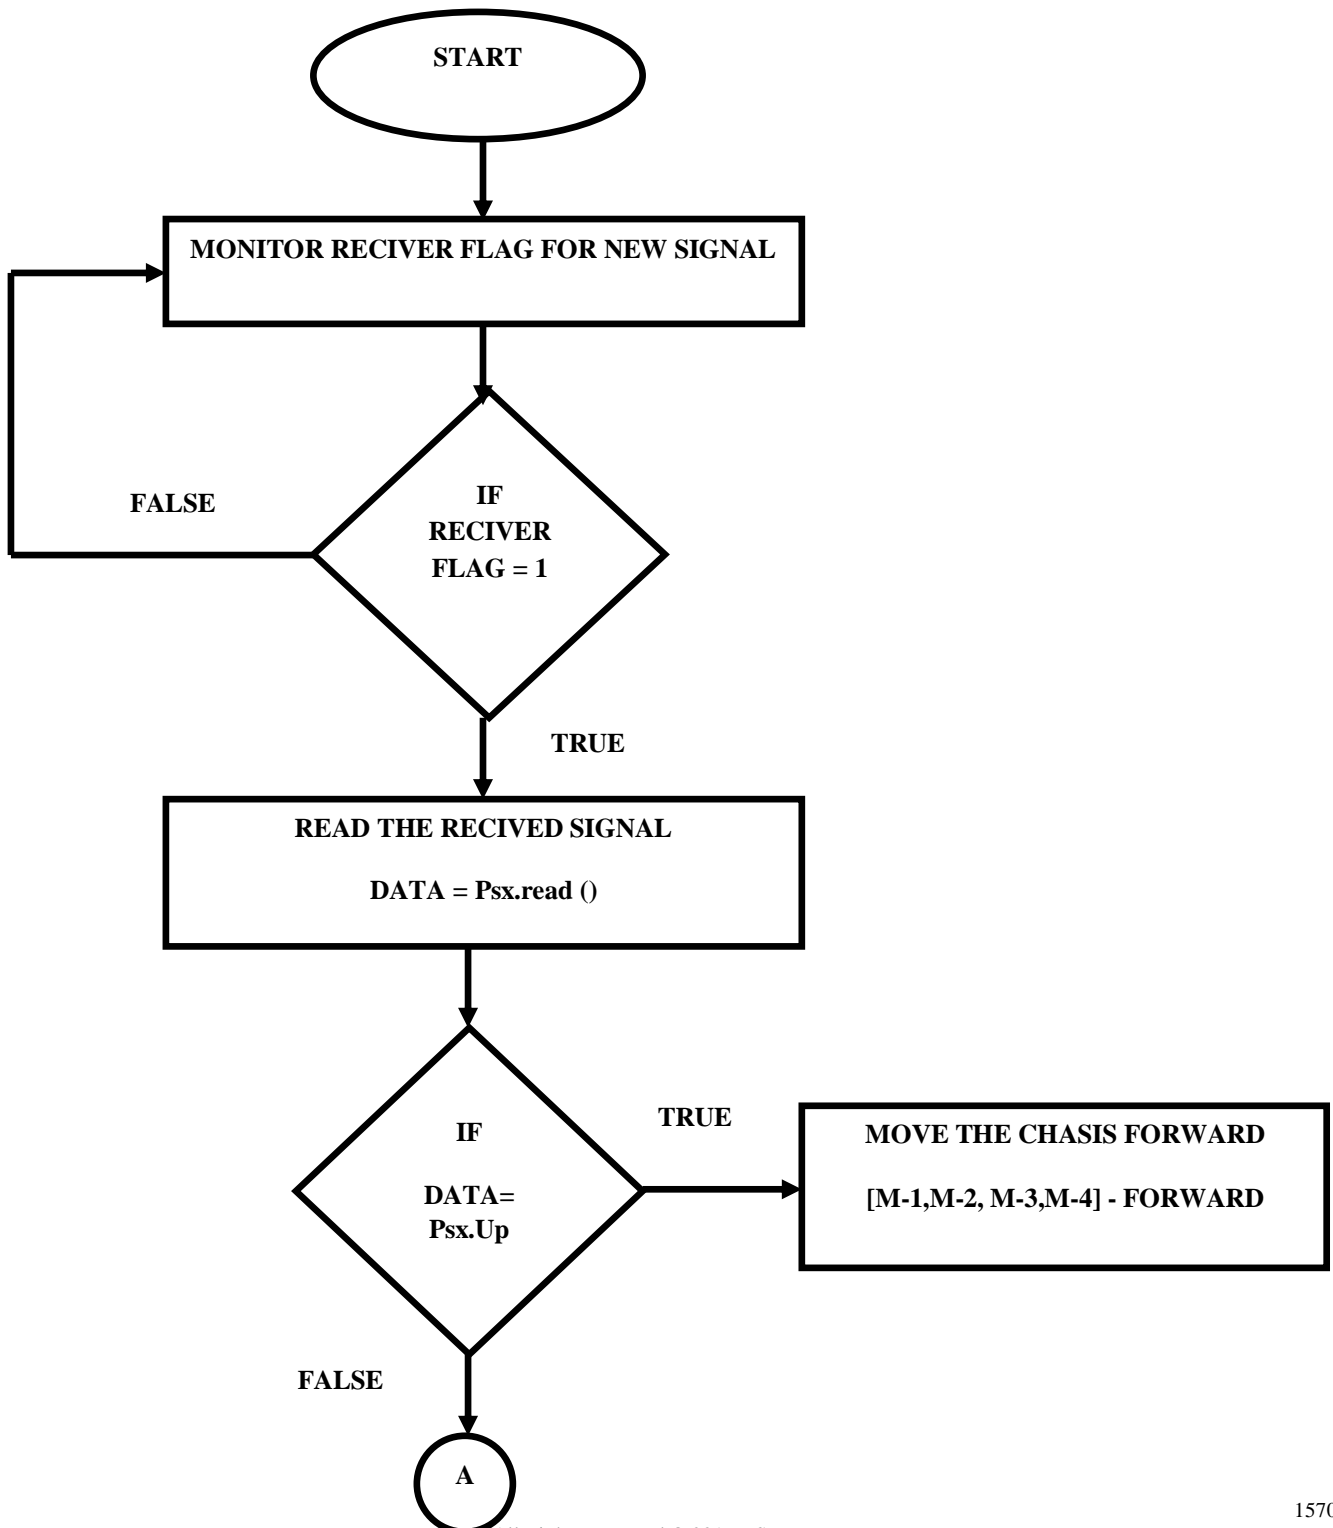 START
MONITOR RECIVER FLAG FOR NEW SIGNAL
FALSE
IF
RECIVER
FLAG = 1
TRUE
READ THE RECIVED SIGNAL
DATA = Psx.read ()
IF
DATA=
Psx.Up
TRUE
MOVE THE CHASIS FORWARD
[M-1,M-2, M-3,M-4] - FORWARD
FALSE
A
1570